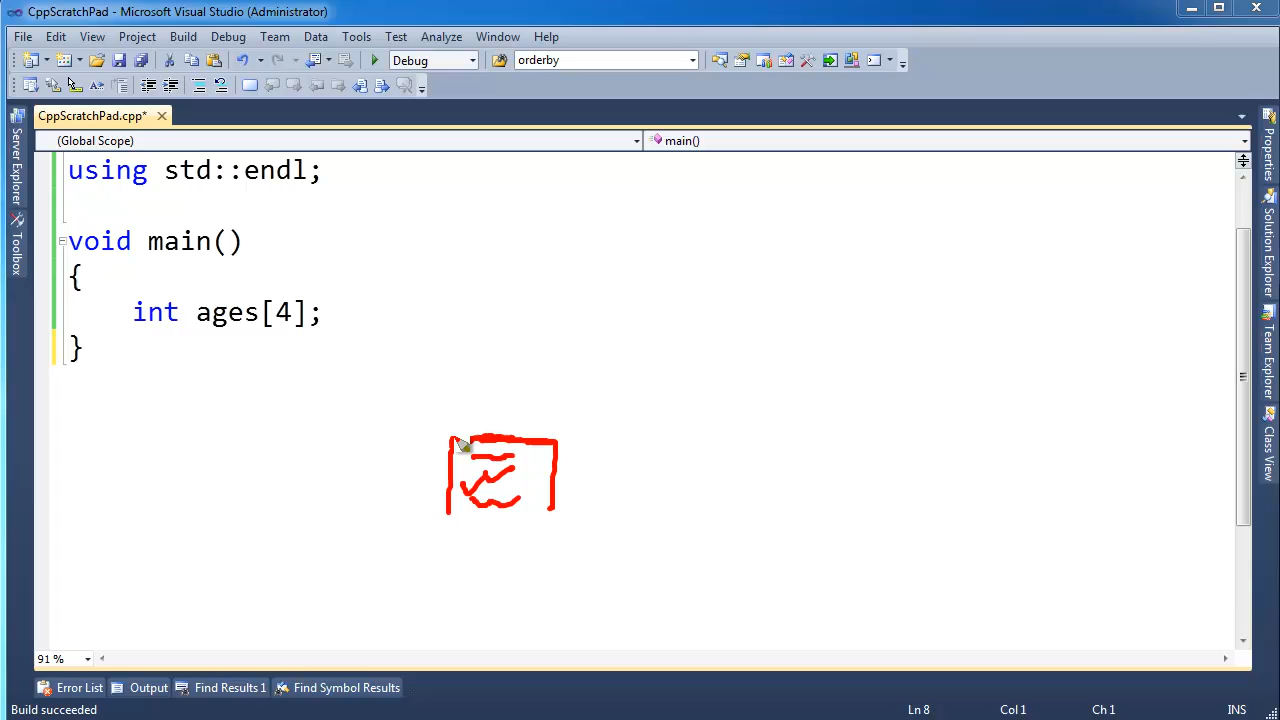 CppScratchPad - Microsoft Visual Studio (Administrator)
File Edit View Project Build Debug Team Data Tools Test Analyze Window Help
Debug orderby
CppScratchPad.cpp*
(Global Scope) main()
using std::endl;
void main()
{
int ages[4];
}
Server Explorer
Toolbox
Properties
Solution Explorer
Team Explorer
Class View
91 %
Error List Output Find Results 1 Find Symbol Results
Build succeeded Ln 8 Col 1 Ch 1 INS